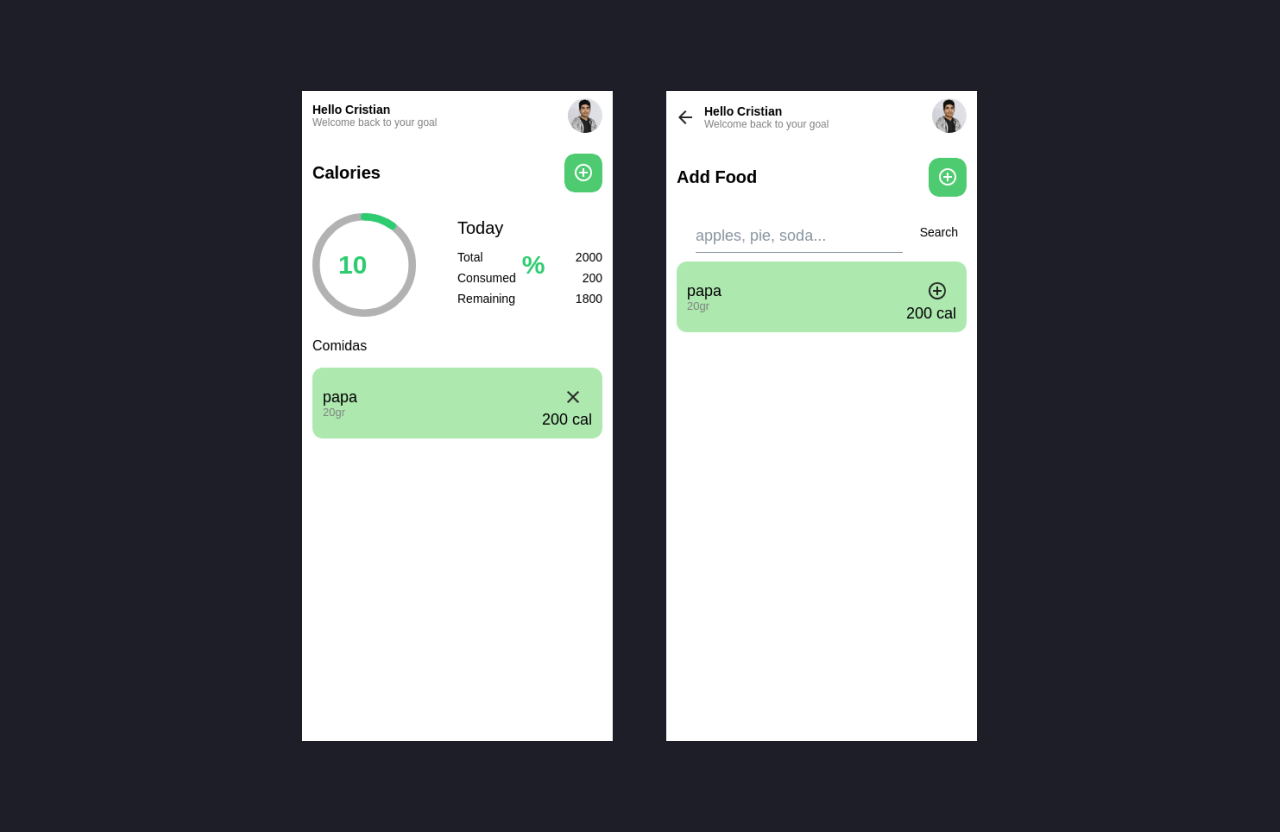 Hello Cristian
Welcome back to your goal
Calories
10 %
Today
Total 2000
Consumed 200
Remaining 1800
Comidas
papa
20gr
200 cal
Hello Cristian
Welcome back to your goal
Add Food
apples, pie, soda...
Search
papa
20gr
200 cal